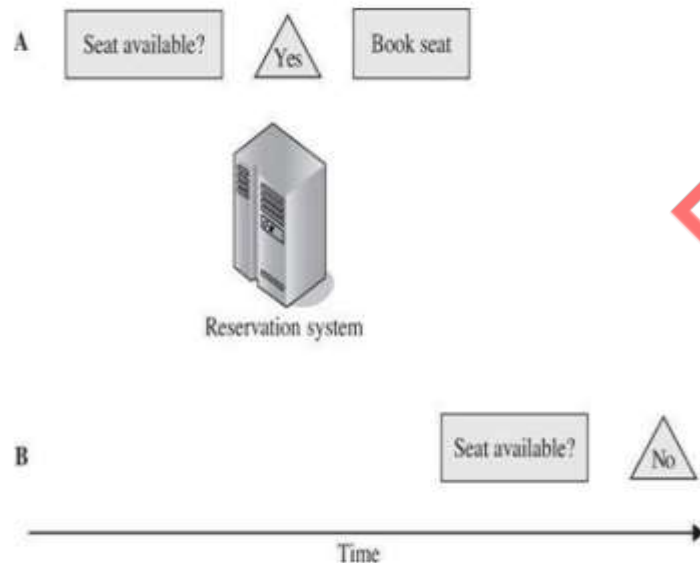 A
Seat available?
Yes
Book seat
Reservation system
B
Seat available?
No
Time